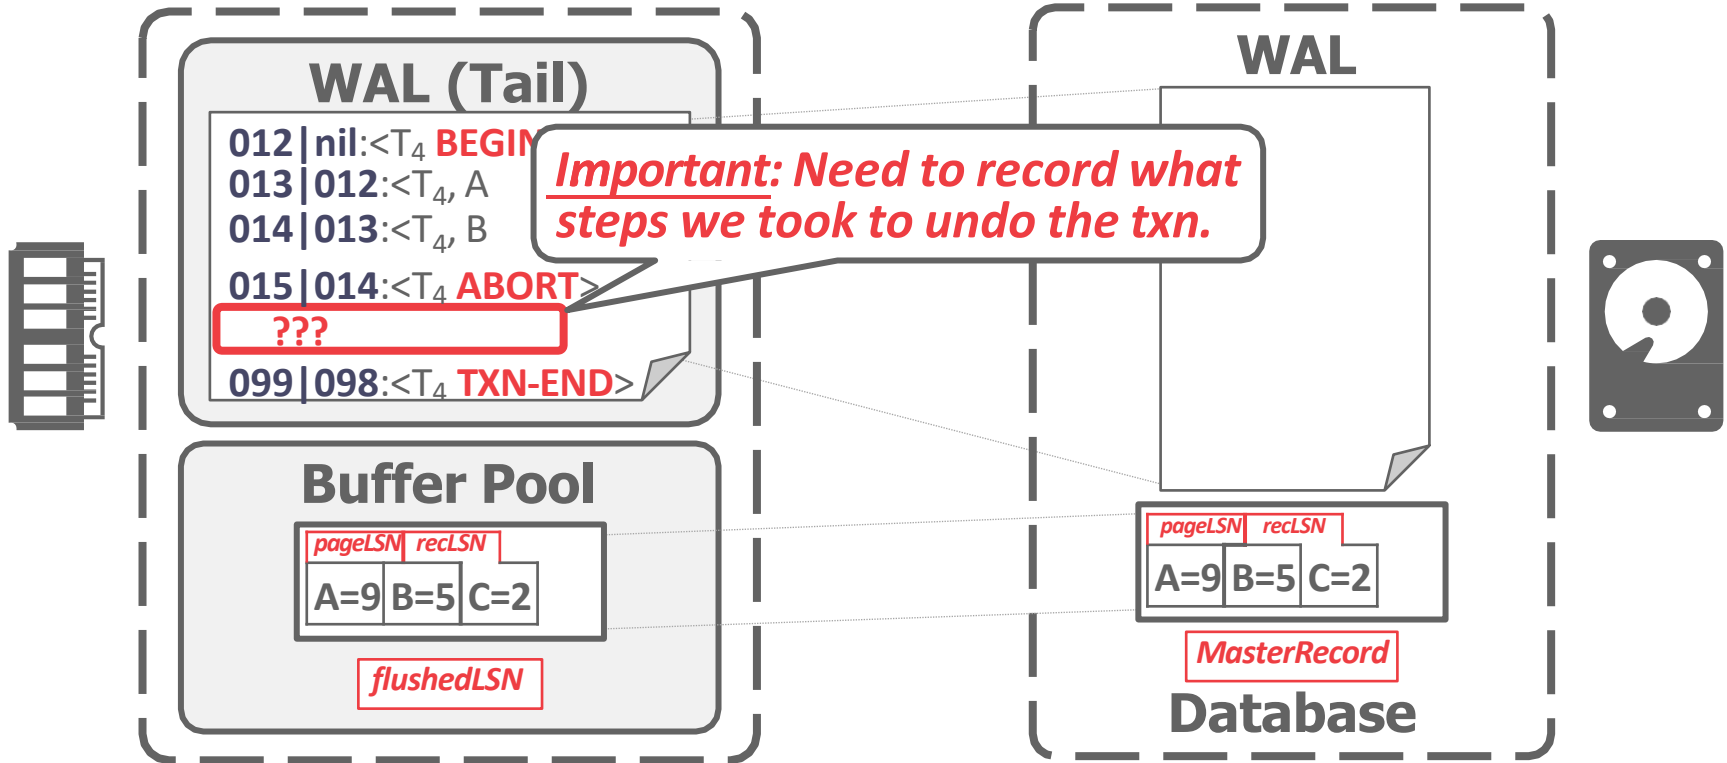 WAL (Tail)
012|nil:<T4 BEGIN
013|012:<T4, A
014|013:<T4, B
015|014:<T4 ABORT>
???
099|098:<T4 TXN-END>
Important: Need to record what
steps we took to undo the txn.
Buffer Pool
pageLSN recLSN
A=9 B=5 C=2
flushedLSN
WAL
pageLSN recLSN
A=9 B=5 C=2
MasterRecord
Database